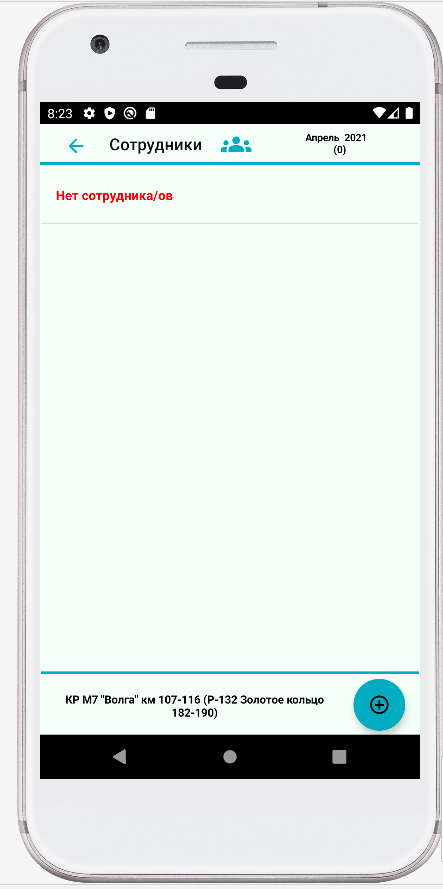 8:23
Сотрудники
Апрель 2021
(0)
Нет сотрудника/ов
КР М7 "Волга" км 107-116 (Р-132 Золотое кольцо
182-190)